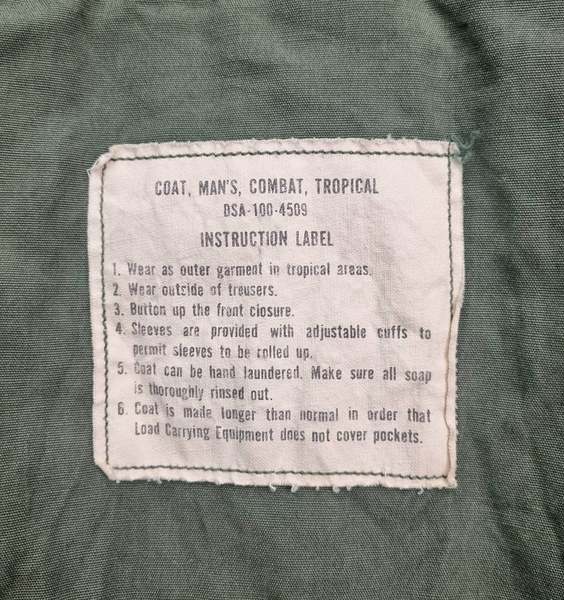 COAT, MAN'S, COMBAT, TROPICAL
DSA-100-4509
INSTRUCTION LABEL
1. Wear as outer garment in tropical areas.
2. Wear outside of trousers.
3. Button up the front closure.
4. Sleeves are provided with adjustable cuffs to
permit sleeves to be rolled up.
5. Coat can be hand laundered. Make sure all soap
is thoroughly rinsed out.
6. Coat is made longer than normal in order that
Load Carrying Equipment does not cover pockets.